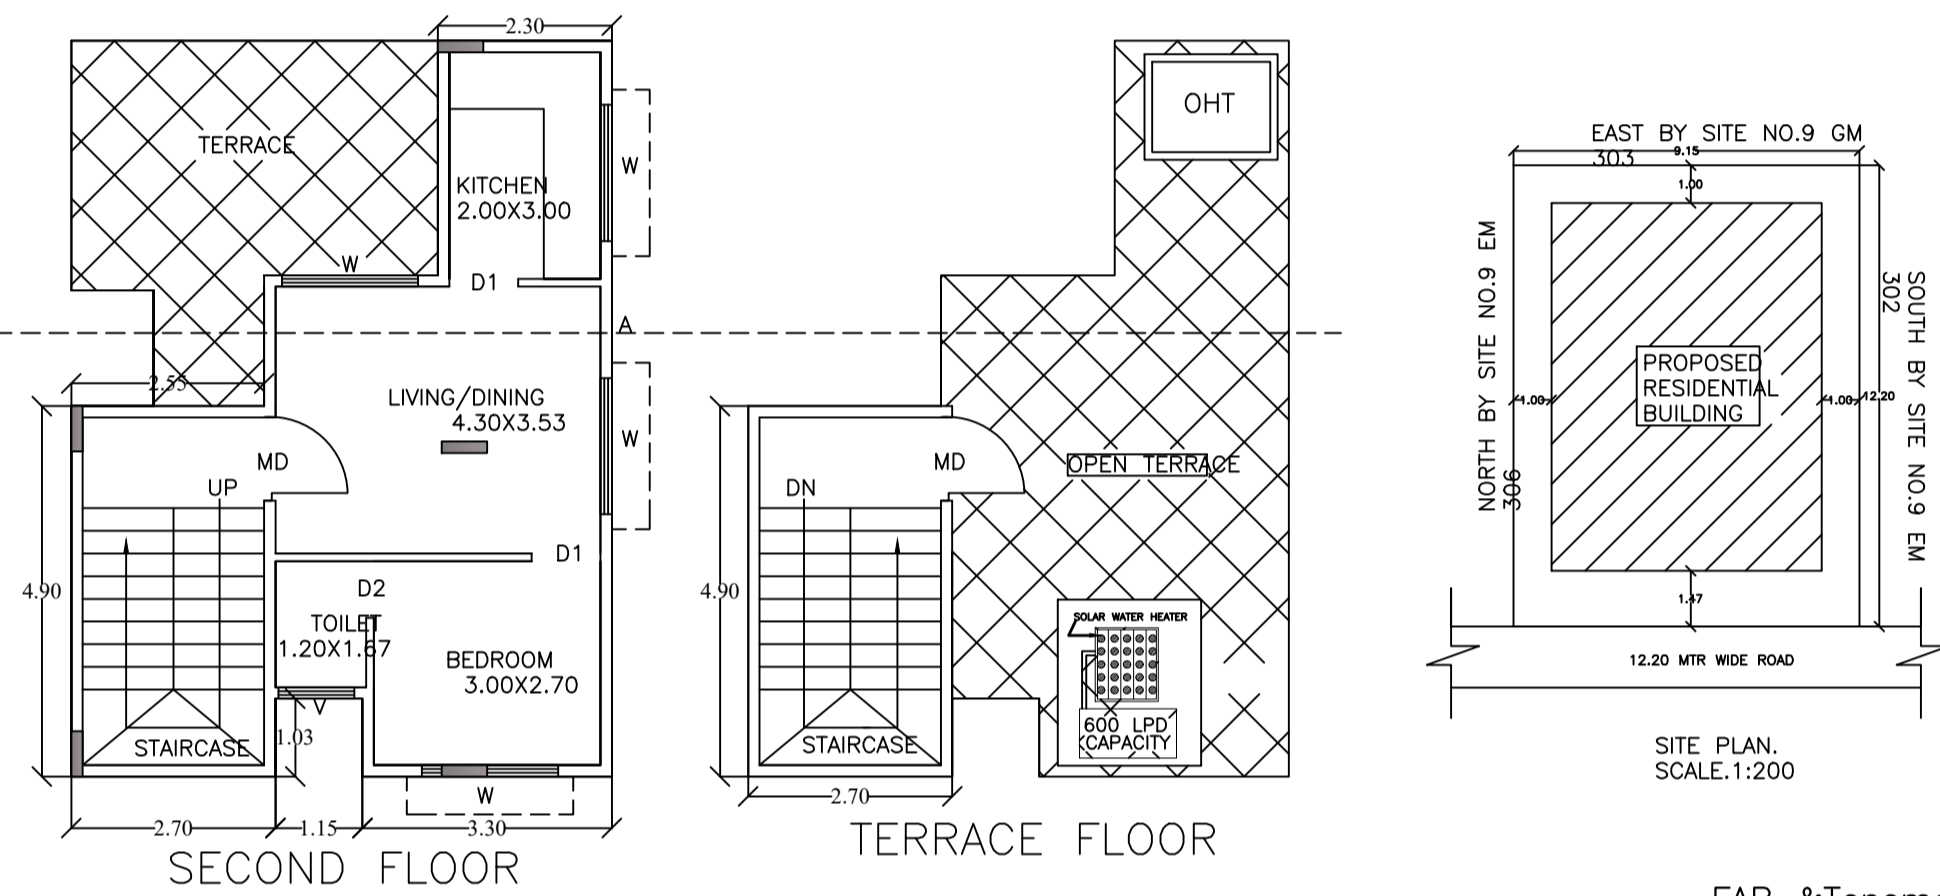 2.30
TERRACE
KITCHEN
2.00X3.00
W
W
D1
A
2.55
LIVING/DINING
4.30X3.53
W
MD
UP
4.90
D1
D2
TOILET
1.20X1.67
BEDROOM
3.00X2.70
V
1.03
STAIRCASE
W
2.70
1.15
3.30
SECOND FLOOR
OHT
MD
OPEN TERRACE
DN
4.90
SOLAR WATER HEATER
600 LPD
CAPACITY
STAIRCASE
2.70
TERRACE FLOOR
EAST BY SITE NO.9 GM
303
9.15
1.00
NORTH BY SITE NO.9 EM
306
SOUTH BY SITE NO.9 EM
302
PROPOSED
RESIDENTIAL
BUILDING
1.00
1.00
12.20
1.47
12.20 MTR WIDE ROAD
SITE PLAN.
SCALE.1:200